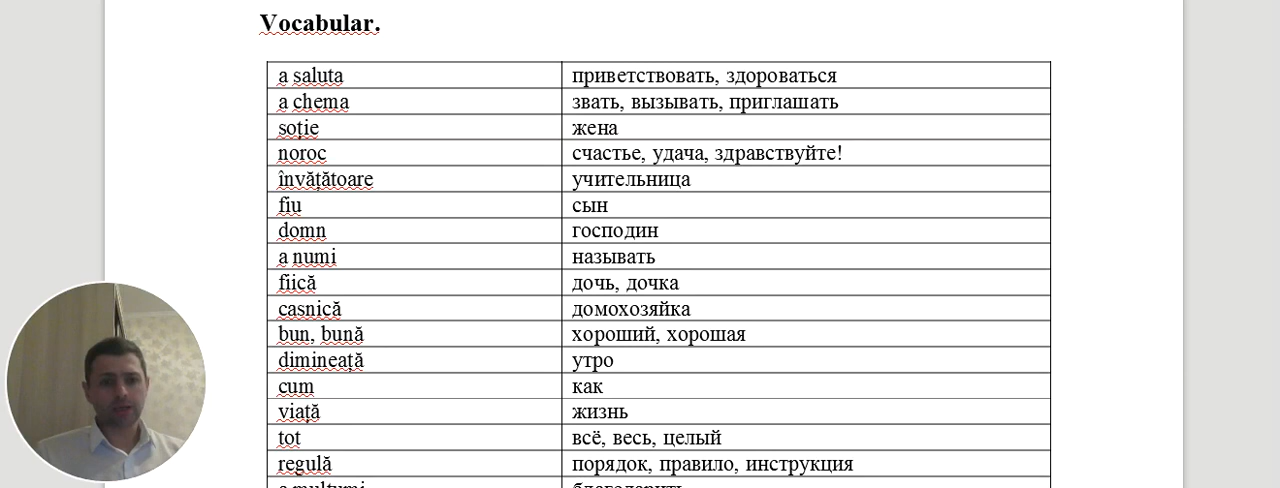 Vocabular.
a saluta приветствовать, здороваться
a chema звать, вызывать, приглашать
soție жена
noroc счастье, удача, здравствуйте!
învățătoare учительница
fiu сын
domn господин
a numi называть
fiică дочь, дочка
casnică домохозяйка
bun, bună хороший, хорошая
dimineață утро
cum как
viață жизнь
tot всё, весь, целый
regulă порядок, правило, инструкция